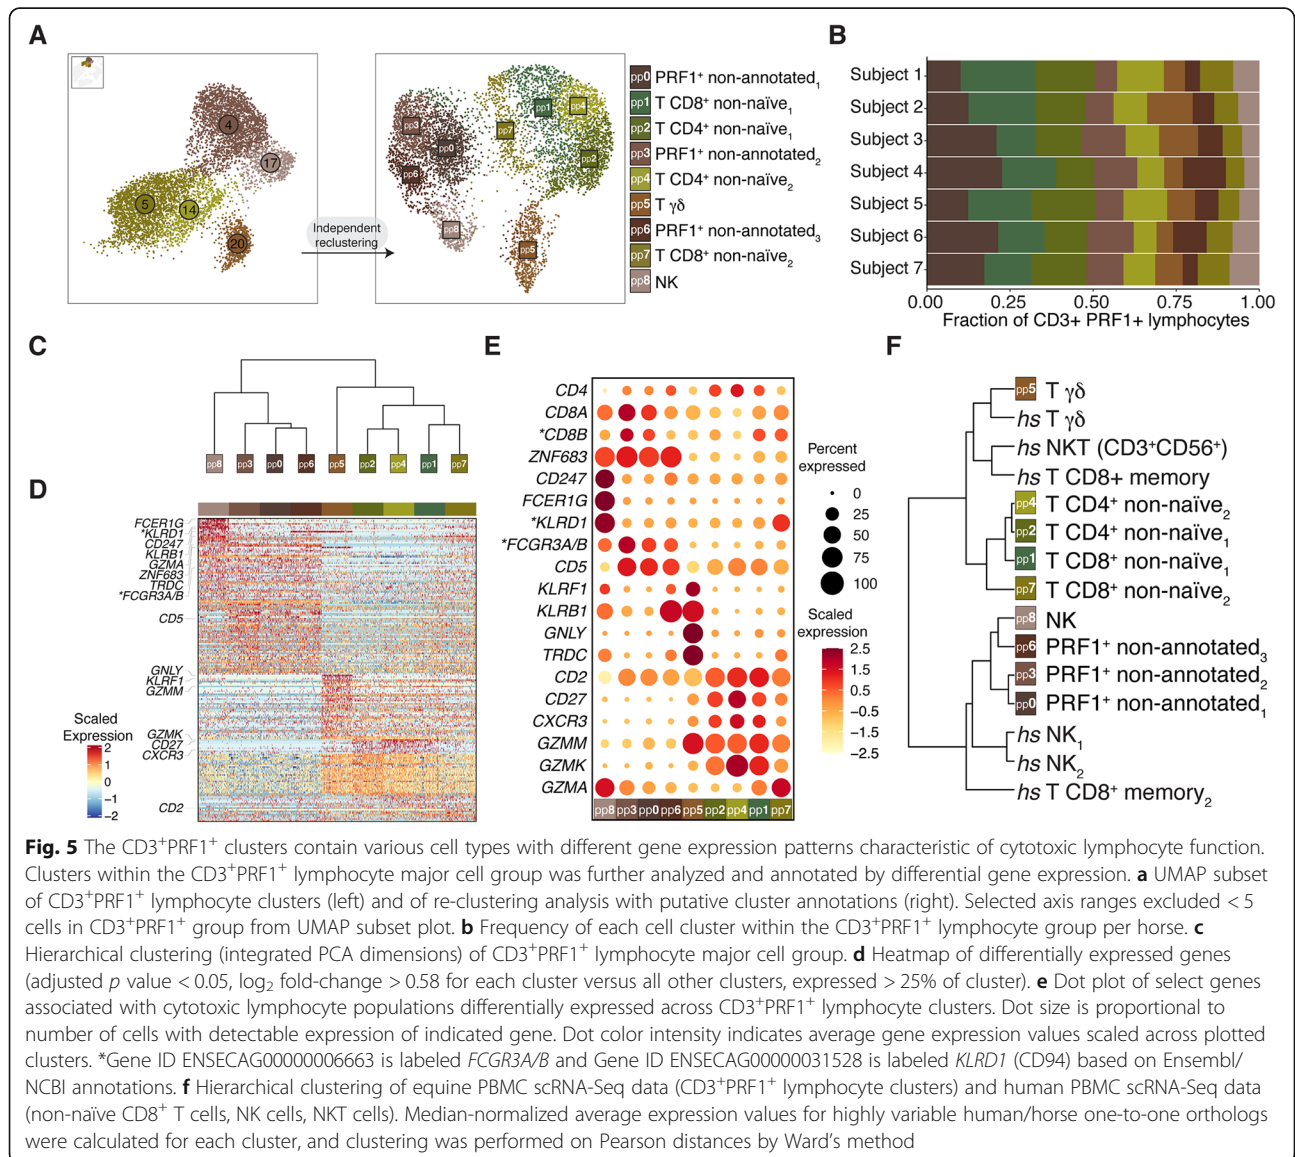 A
4
17
5
14
20
Independent
reclustering
pp3
pp0
pp6
pp8
pp1
pp4
pp7
pp2
pp5
pp0 PRF1⁺ non-annotated₁
pp1 T CD8⁺ non-naïve₁
pp2 T CD4⁺ non-naïve₁
pp3 PRF1⁺ non-annotated₂
pp4 T CD4⁺ non-naïve₂
pp5 T γδ
pp6 PRF1⁺ non-annotated₃
pp7 T CD8⁺ non-naïve₂
pp8 NK
B
Subject 1
Subject 2
Subject 3
Subject 4
Subject 5
Subject 6
Subject 7
0.00 0.25 0.50 0.75 1.00
Fraction of CD3+ PRF1+ lymphocytes
C
pp8 pp3 pp0 pp6 pp5 pp2 pp4 pp1 pp7
D
FCER1G
*KLRD1
CD247
KLRB1
GZMA
ZNF683
TRDC
*FCGR3A/B
CD5
GNLY
KLRF1
GZMM
GZMK
CD27
CXCR3
CD2
Scaled
Expression
2
1
0
−1
−2
E
CD4
CD8A
*CD8B
ZNF683
CD247
FCER1G
*KLRD1
*FCGR3A/B
CD5
KLRF1
KLRB1
GNLY
TRDC
CD2
CD27
CXCR3
GZMM
GZMK
GZMA
pp8 pp3 pp0 pp6 pp5 pp2 pp4 pp1 pp7
Percent
expressed
0
25
50
75
100
Scaled
expression
2.5
1.5
0.5
−0.5
−1.5
−2.5
F
pp5 T γδ
hs T γδ
hs NKT (CD3⁺CD56⁺)
hs T CD8+ memory
pp4 T CD4⁺ non-naïve₂
pp2 T CD4⁺ non-naïve₁
pp1 T CD8⁺ non-naïve₁
pp7 T CD8⁺ non-naïve₂
pp8 NK
pp6 PRF1⁺ non-annotated₃
pp3 PRF1⁺ non-annotated₂
pp0 PRF1⁺ non-annotated₁
hs NK₁
hs NK₂
hs T CD8⁺ memory₂
Fig. 5 The CD3⁺PRF1⁺ clusters contain various cell types with different gene expression patterns characteristic of cytotoxic lymphocyte function.
Clusters within the CD3⁺PRF1⁺ lymphocyte major cell group was further analyzed and annotated by differential gene expression. a UMAP subset
of CD3⁺PRF1⁺ lymphocyte clusters (left) and of re-clustering analysis with putative cluster annotations (right). Selected axis ranges excluded < 5
cells in CD3⁺PRF1⁺ group from UMAP subset plot. b Frequency of each cell cluster within the CD3⁺PRF1⁺ lymphocyte group per horse. c
Hierarchical clustering (integrated PCA dimensions) of CD3⁺PRF1⁺ lymphocyte major cell group. d Heatmap of differentially expressed genes
(adjusted p value < 0.05, log₂ fold-change > 0.58 for each cluster versus all other clusters, expressed > 25% of cluster). e Dot plot of select genes
associated with cytotoxic lymphocyte populations differentially expressed across CD3⁺PRF1⁺ lymphocyte clusters. Dot size is proportional to
number of cells with detectable expression of indicated gene. Dot color intensity indicates average gene expression values scaled across plotted
clusters. *Gene ID ENSECAG00000006663 is labeled FCGR3A/B and Gene ID ENSECAG00000031528 is labeled KLRD1 (CD94) based on Ensembl/
NCBI annotations. f Hierarchical clustering of equine PBMC scRNA-Seq data (CD3⁺PRF1⁺ lymphocyte clusters) and human PBMC scRNA-Seq data
(non-naïve CD8⁺ T cells, NK cells, NKT cells). Median-normalized average expression values for highly variable human/horse one-to-one orthologs
were calculated for each cluster, and clustering was performed on Pearson distances by Ward's method